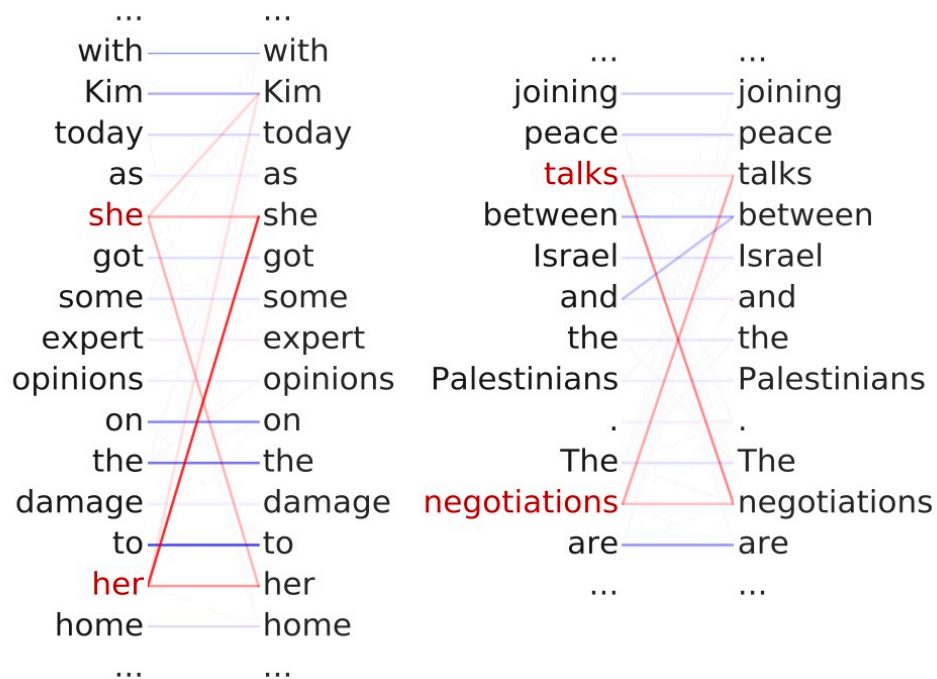 ... ...
with with
Kim Kim
today today
as as
she she
got got
some some
expert expert
opinions opinions
on on
the the
damage damage
to to
her her
home home
... ...
... ...
joining joining
peace peace
talks talks
between between
Israel Israel
and and
the the
Palestinians Palestinians
. .
The The
negotiations negotiations
are are
... ...